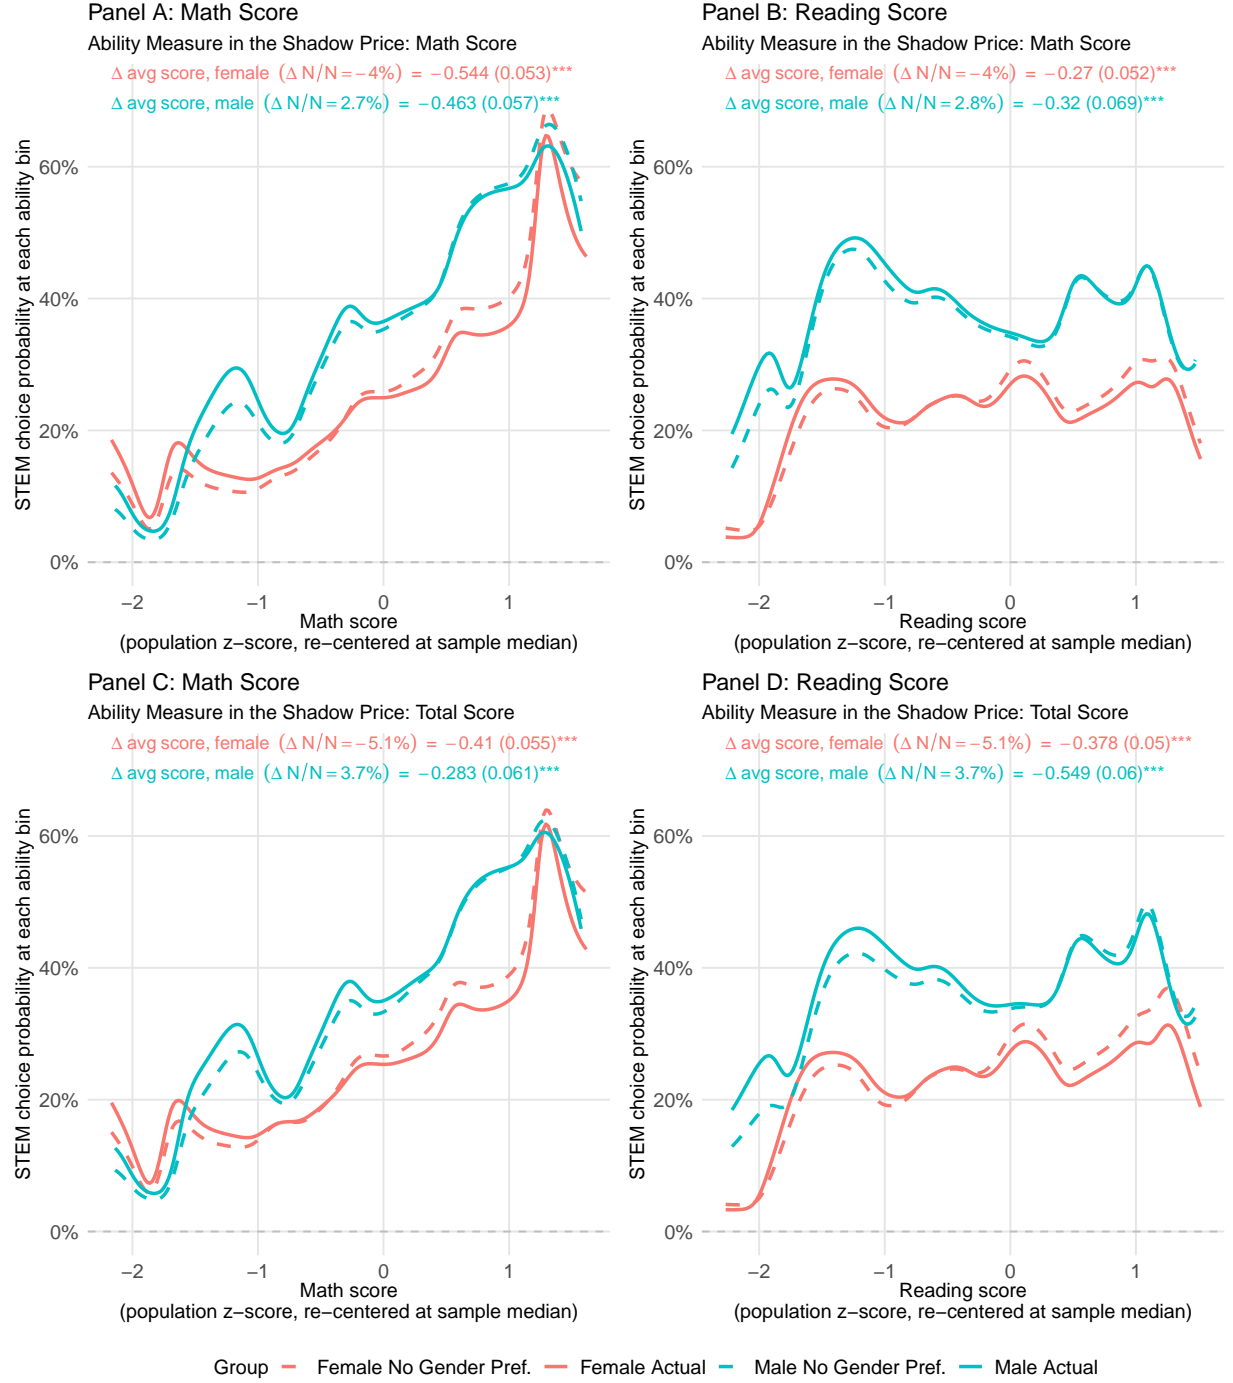 Panel A: Math Score
Ability Measure in the Shadow Price: Math Score
Δ avg score, female (Δ N/N=−4%) = −0.544 (0.053)***
Δ avg score, male (Δ N/N=2.7%) = −0.463 (0.057)***
STEM choice probability at each ability bin
60%
40%
20%
0%
−2 −1 0 1
Math score
(population z−score, re−centered at sample median)
Panel B: Reading Score
Ability Measure in the Shadow Price: Math Score
Δ avg score, female (Δ N/N=−4%) = −0.27 (0.052)***
Δ avg score, male (Δ N/N=2.8%) = −0.32 (0.069)***
STEM choice probability at each ability bin
60%
40%
20%
0%
−2 −1 0 1
Reading score
(population z−score, re−centered at sample median)
Panel C: Math Score
Ability Measure in the Shadow Price: Total Score
Δ avg score, female (Δ N/N=−5.1%) = −0.41 (0.055)***
Δ avg score, male (Δ N/N=3.7%) = −0.283 (0.061)***
STEM choice probability at each ability bin
60%
40%
20%
0%
−2 −1 0 1
Math score
(population z−score, re−centered at sample median)
Panel D: Reading Score
Ability Measure in the Shadow Price: Total Score
Δ avg score, female (Δ N/N=−5.1%) = −0.378 (0.05)***
Δ avg score, male (Δ N/N=3.7%) = −0.549 (0.06)***
STEM choice probability at each ability bin
60%
40%
20%
0%
−2 −1 0 1
Reading score
(population z−score, re−centered at sample median)
Group Female No Gender Pref. Female Actual Male No Gender Pref. Male Actual